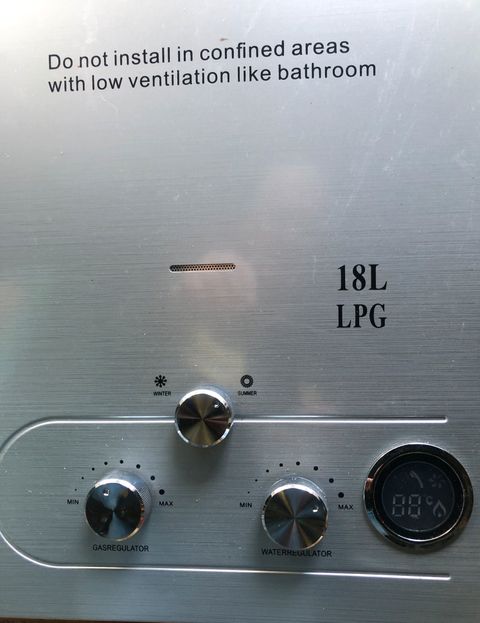 Do not install in confined areas
with low ventilation like bathroom
18L
LPG
WINTER
SUMMER
MIN
MAX
GASREGULATOR
MIN
MAX
WATERREGULATOR
88°C